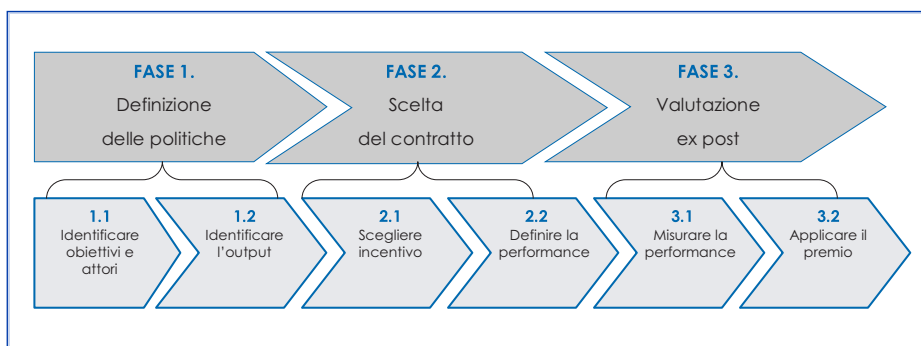 FASE 1.
Definizione
delle politiche
FASE 2.
Scelta
del contratto
FASE 3.
Valutazione
ex post
1.1
Identificare
obiettivi e
attori
1.2
Identificare
l’output
2.1
Scegliere
incentivo
2.2
Definire la
performance
3.1
Misurare la
performance
3.2
Applicare il
premio